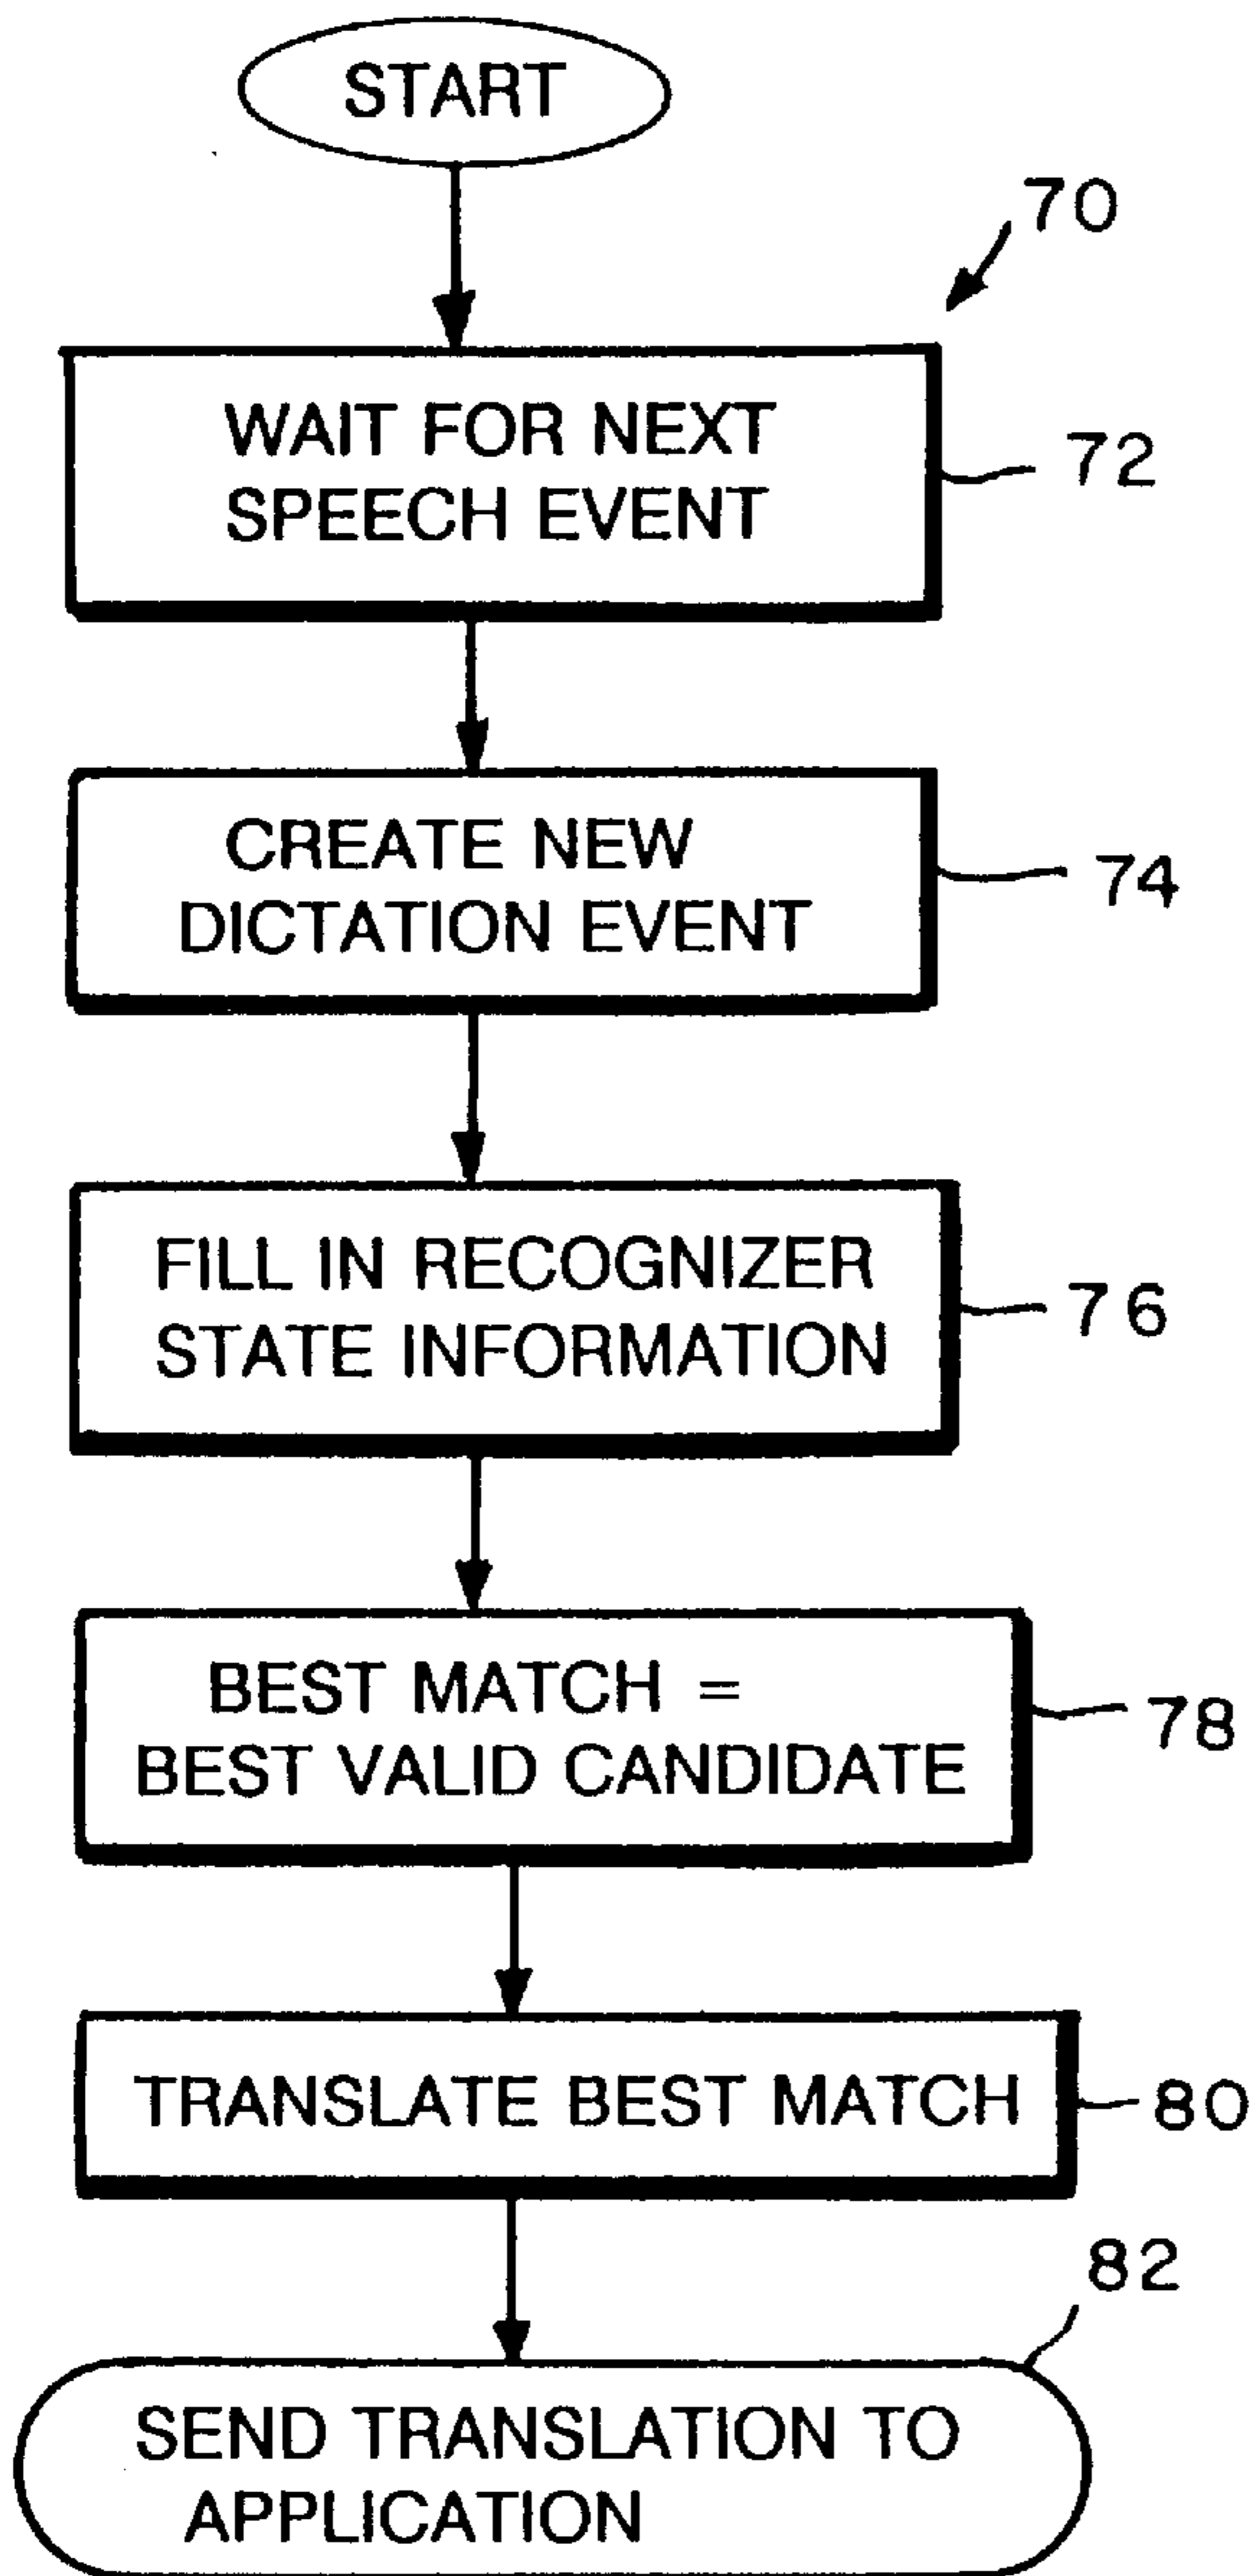 START
70
WAIT FOR NEXT
SPEECH EVENT
72
CREATE NEW
DICTATION EVENT
74
FILL IN RECOGNIZER
STATE INFORMATION
76
BEST MATCH =
BEST VALID CANDIDATE
78
TRANSLATE BEST MATCH
80
82
SEND TRANSLATION TO
APPLICATION